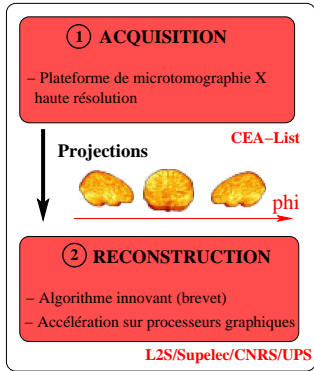 1 ACQUISITION
– Plateforme de microtomographie X
haute résolution
CEA–List
Projections
phi
2 RECONSTRUCTION
– Algorithme innovant (brevet)
– Accélération sur processeurs graphiques
L2S/Supelec/CNRS/UPS